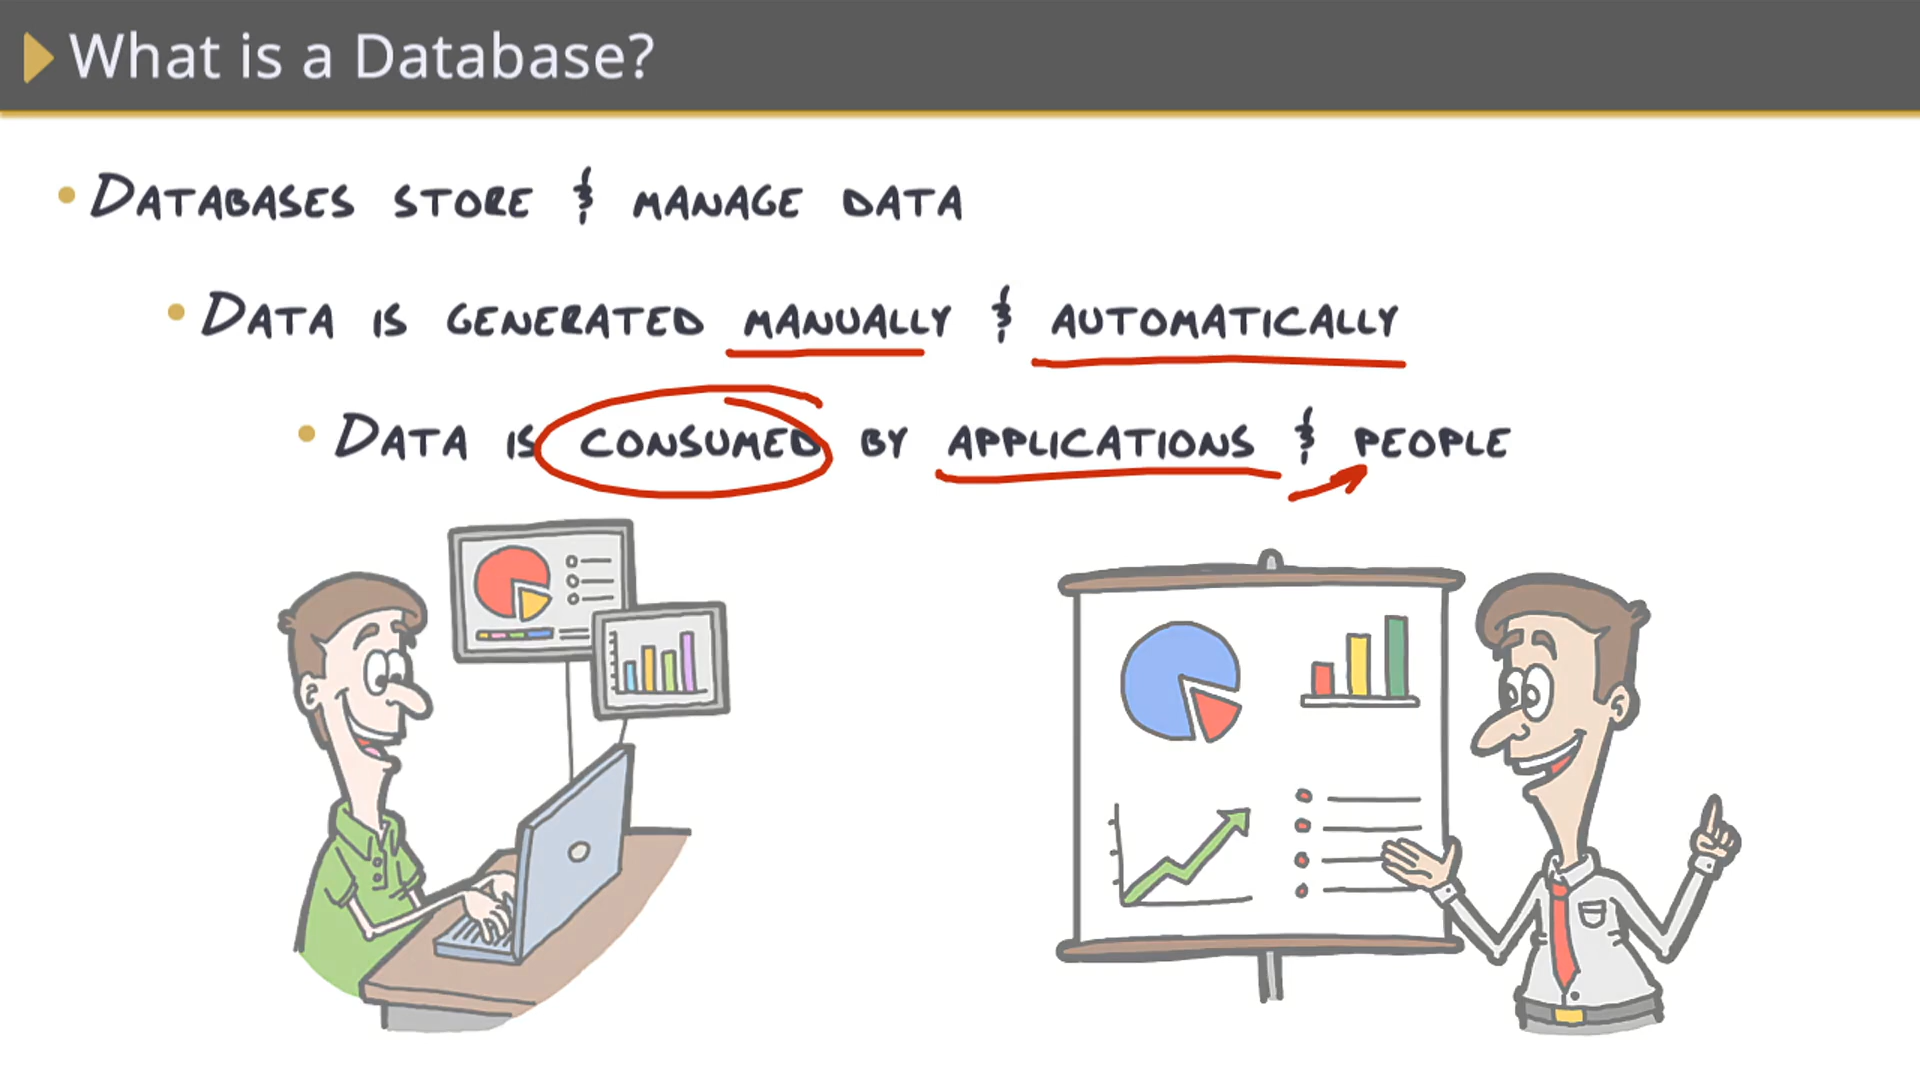 What is a Database?
• DATABASES STORE & MANAGE DATA
• DATA IS GENERATED MANUALLY & AUTOMATICALLY
• DATA IS CONSUMED BY APPLICATIONS & PEOPLE